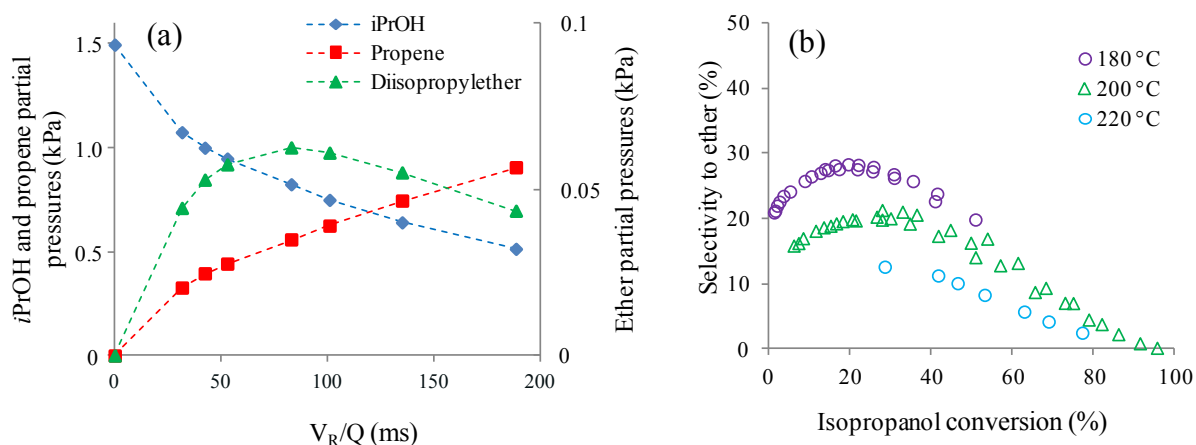 (a)
iPrOH
Propene
Diisopropylether
iPrOH and propene partial
pressures (kPa)
1.5
1.0
0.5
0
0
50
100
150
200
V_R/Q (ms)
0.1
0.05
0
Ether partial pressures (kPa)
(b)
180 °C
200 °C
220 °C
Selectivity to ether
(%)
50
40
30
20
10
0
0
20
40
60
80
100
Isopropanol conversion (%)